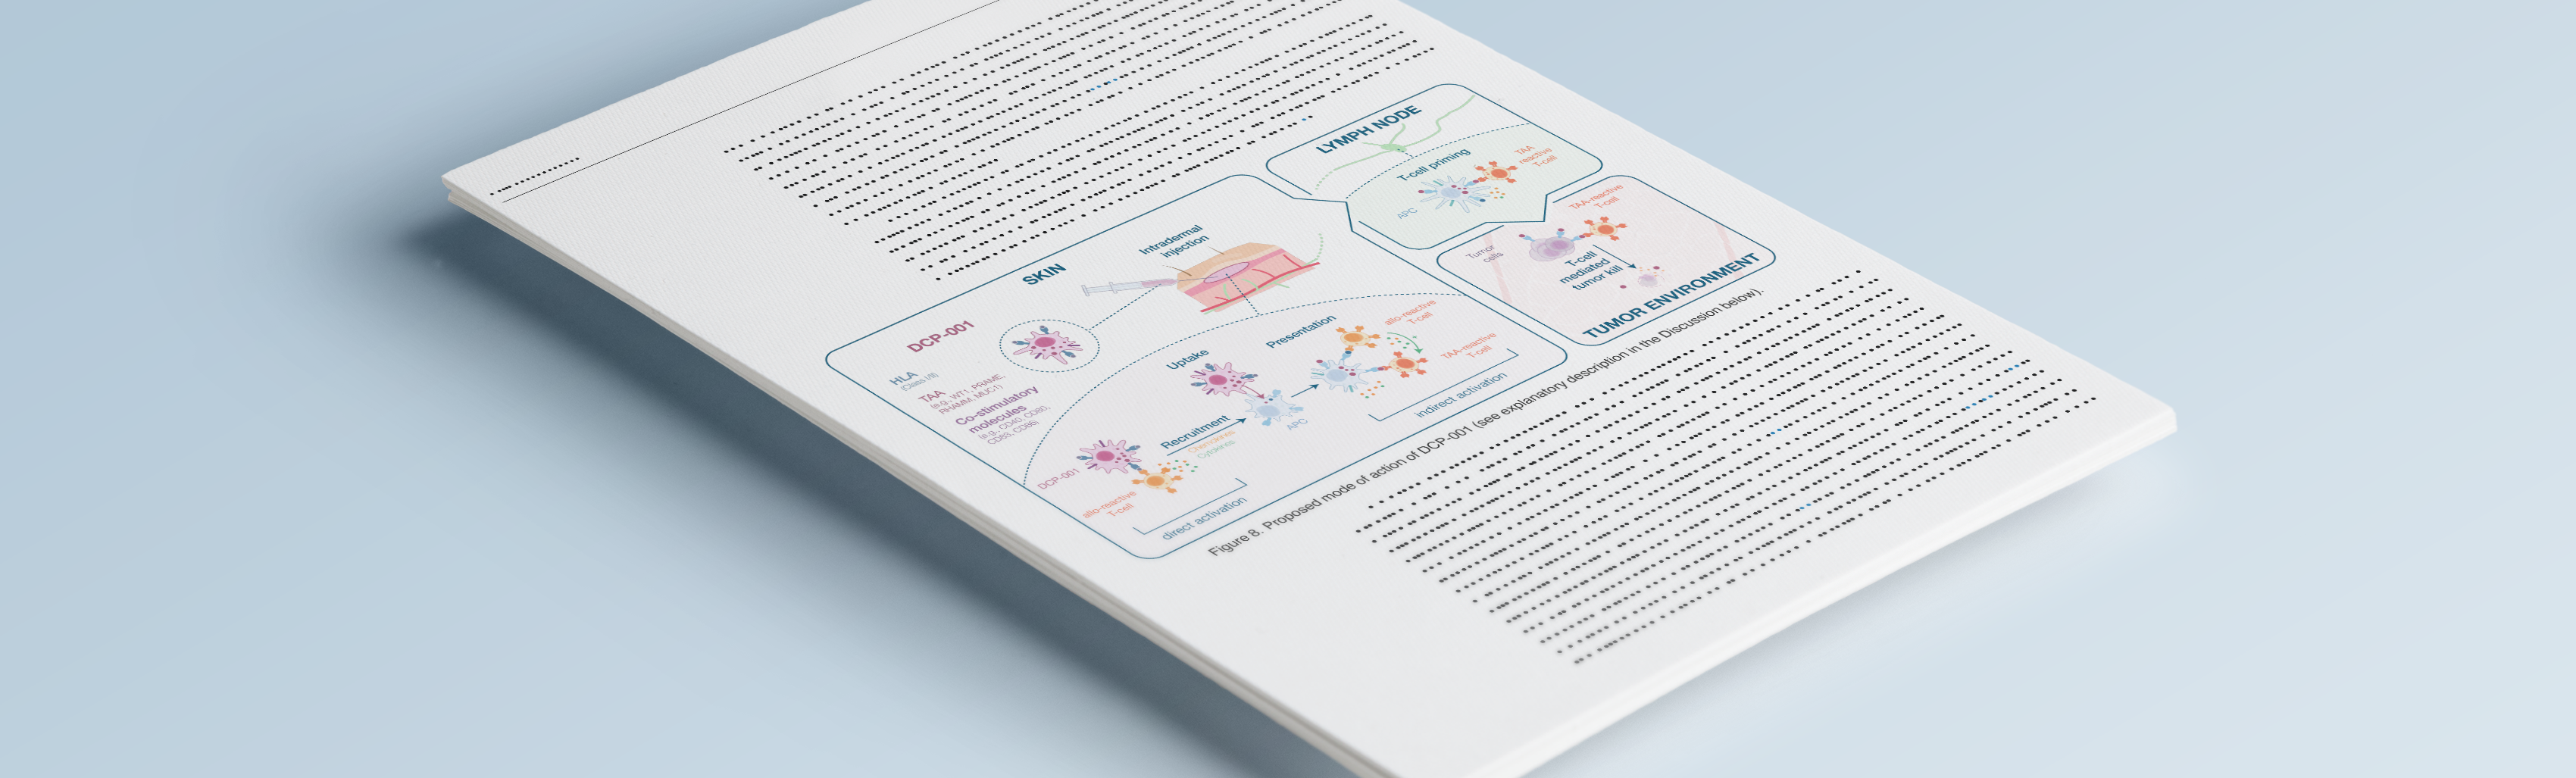 LYMPH NODE
T-cell priming
TAA
reactive
T-cell
APC
SKIN
Intradermal
injection
DCP-001
HLA
(Class I/II)
TAA
(e.g., WT1, PRAME,
RHAMM, MUC1)
Co-stimulatory
molecules
(e.g., CD40, CD80,
CD83, CD86)
Uptake
Presentation
allo-reactive
T-cell
TAA-reactive
T-cell
indirect activation
Recruitment
Chemokines
Cytokines
APC
DCP-001
allo-reactive
T-cell
direct activation
TAA-reactive
T-cell
Tumor
cells
T-cell
mediated
tumor kill
TUMOR ENVIRONMENT
Figure 8. Proposed mode of action of DCP-001 (see explanatory description in the Discussion below).